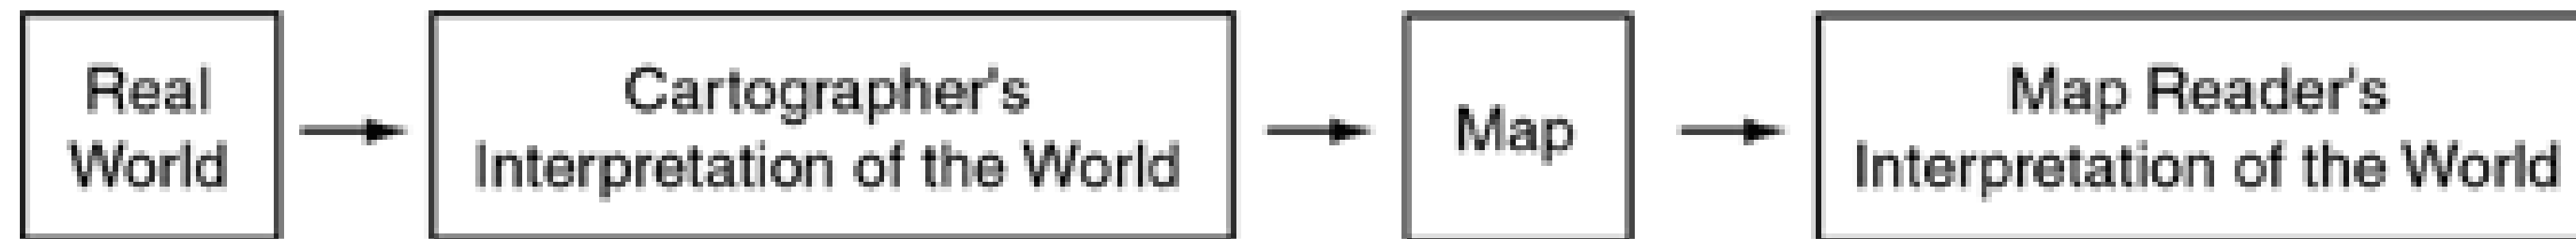 Real
World
Cartographer's
Interpretation of the World
Map
Map Reader's
Interpretation of the World